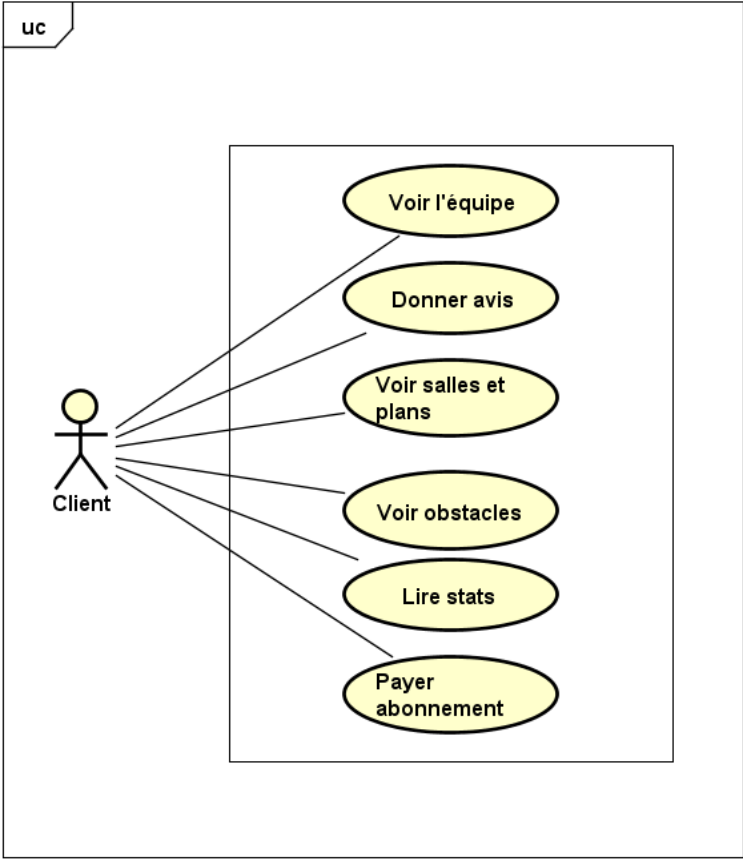 uc
Voir l'équipe
Donner avis
Voir salles et
plans
Client
Voir obstacles
Lire stats
Payer
abonnement